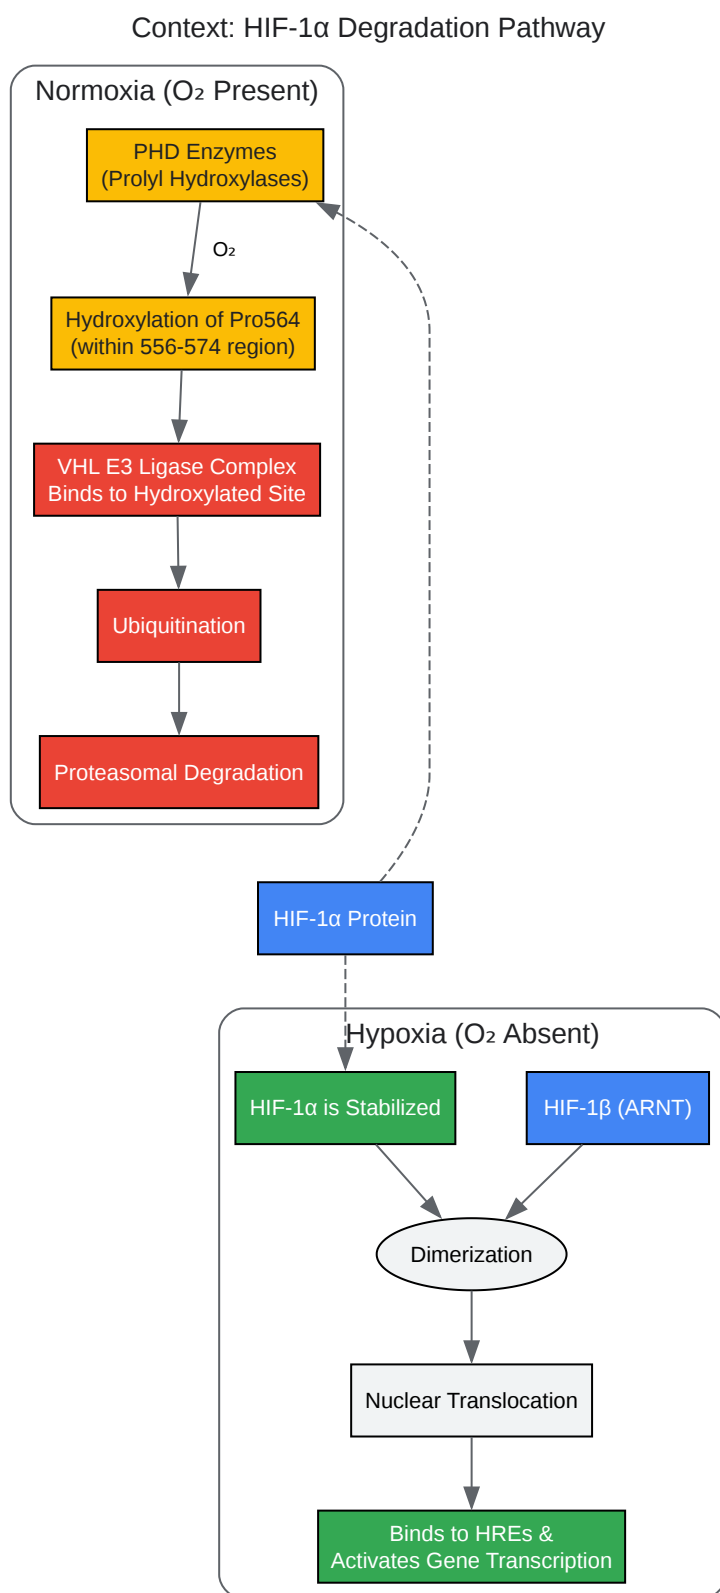 Context: HIF-1α Degradation Pathway
Normoxia (O₂ Present)
PHD Enzymes
(Prolyl Hydroxylases)
O₂
Hydroxylation of Pro564
(within 556-574 region)
VHL E3 Ligase Complex
Binds to Hydroxylated Site
Ubiquitination
Proteasomal Degradation
HIF-1α Protein
Hypoxia (O₂ Absent)
HIF-1α is Stabilized
HIF-1β (ARNT)
Dimerization
Nuclear Translocation
Binds to HREs &
Activates Gene Transcription